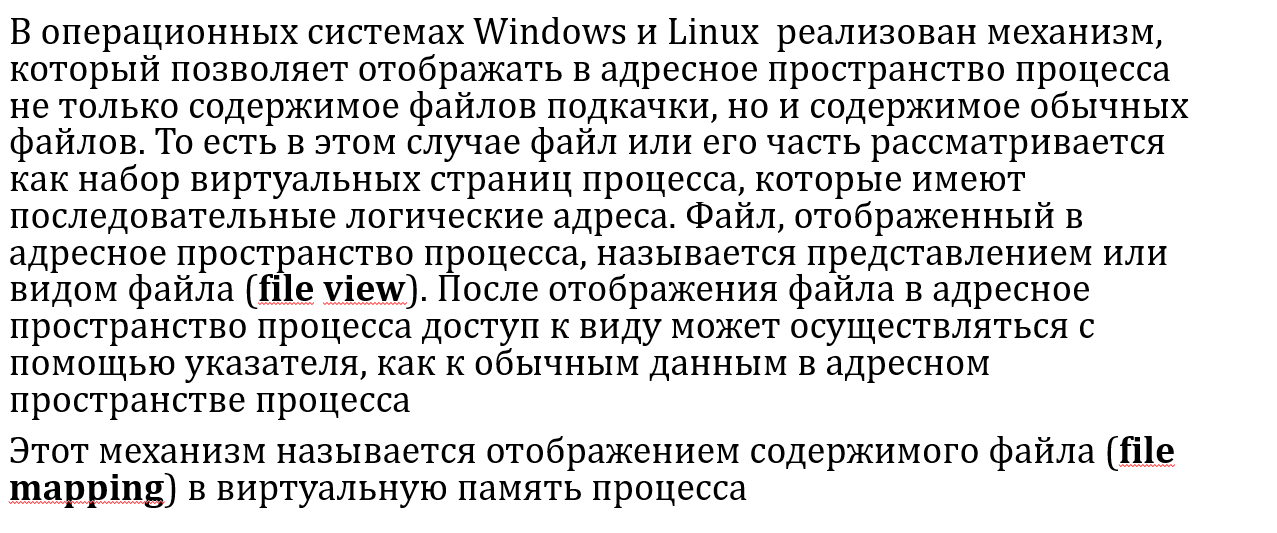 В операционных системах Windows и Linux  реализован механизм,
который позволяет отображать в адресное пространство процесса
не только содержимое файлов подкачки, но и содержимое обычных
файлов. То есть в этом случае файл или его часть рассматривается
как набор виртуальных страниц процесса, которые имеют
последовательные логические адреса. Файл, отображенный в
адресное пространство процесса, называется представлением или
видом файла (file view). После отображения файла в адресное
пространство процесса доступ к виду может осуществляться с
помощью указателя, как к обычным данным в адресном
пространстве процесса
Этот механизм называется отображением содержимого файла (file
mapping) в виртуальную память процесса